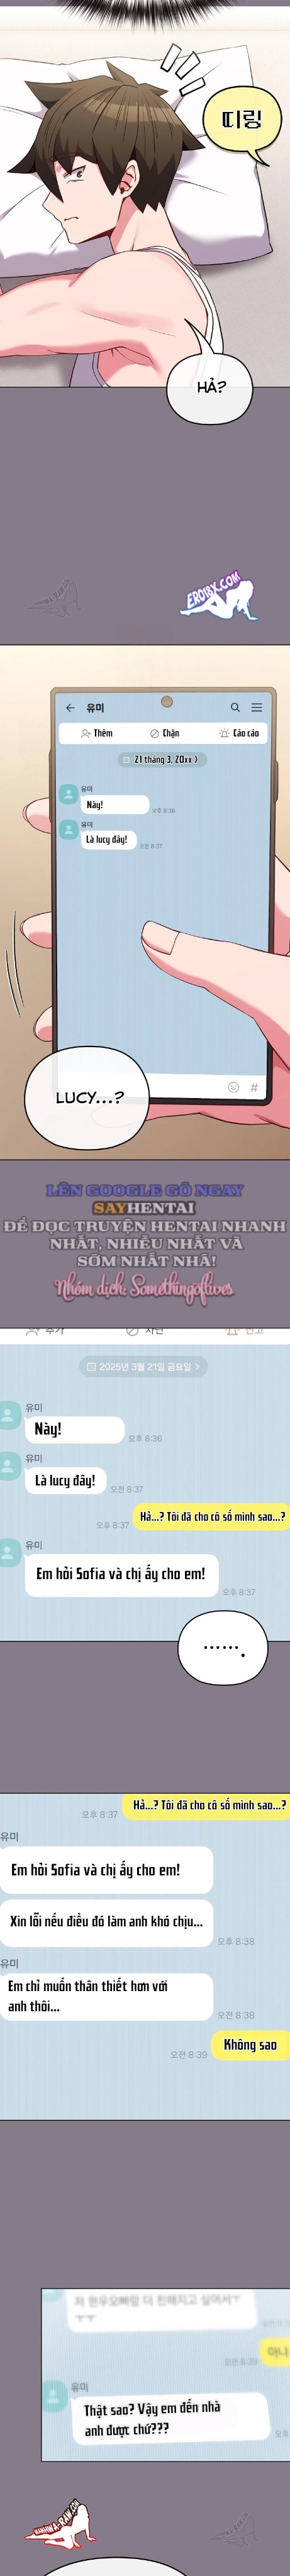 띠링
HẢ?
EROIBX.COM
유미
Thêm
Chặn
Cáo cáo
21 tháng 3, 20xx >
유미
Này!
오후 8:36
유미
Là lucy đây!
오전 8:37
#
LUCY...?
LÊN GOOGLE GÕ NGAY
SAYHENTAI
ĐỂ ĐỌC TRUYỆN HENTAI NHANH
NHẤT, NHIỀU NHẤT VÀ
SỚM NHẤT NHÁ!
Nhóm dịch: Somethingoflives
2025년 3월 21일 금요일 >
유미
Này!
오후 8:36
유미
Là lucy đây!
오전 8:37
Hả...? Tôi đã cho cô số mình sao...?
오후 8:37
유미
Em hỏi Sofia và chị ấy cho em!
오후 8:37
.......
Hả...? Tôi đã cho cô số mình sao...?
오후 8:37
유미
Em hỏi Sofia và chị ấy cho em!
Xin lỗi nếu điều đó làm anh khó chịu...
오후 8:38
유미
Em chỉ muốn thân thiết hơn với
anh thôi...
오전 8:38
Không sao
오전 8:39
저 현우오빠랑 더 친해지고 싶어서ㅜ
ㅜㅜ
유미
Thật sao? Vậy em đến nhà
anh được chứ???